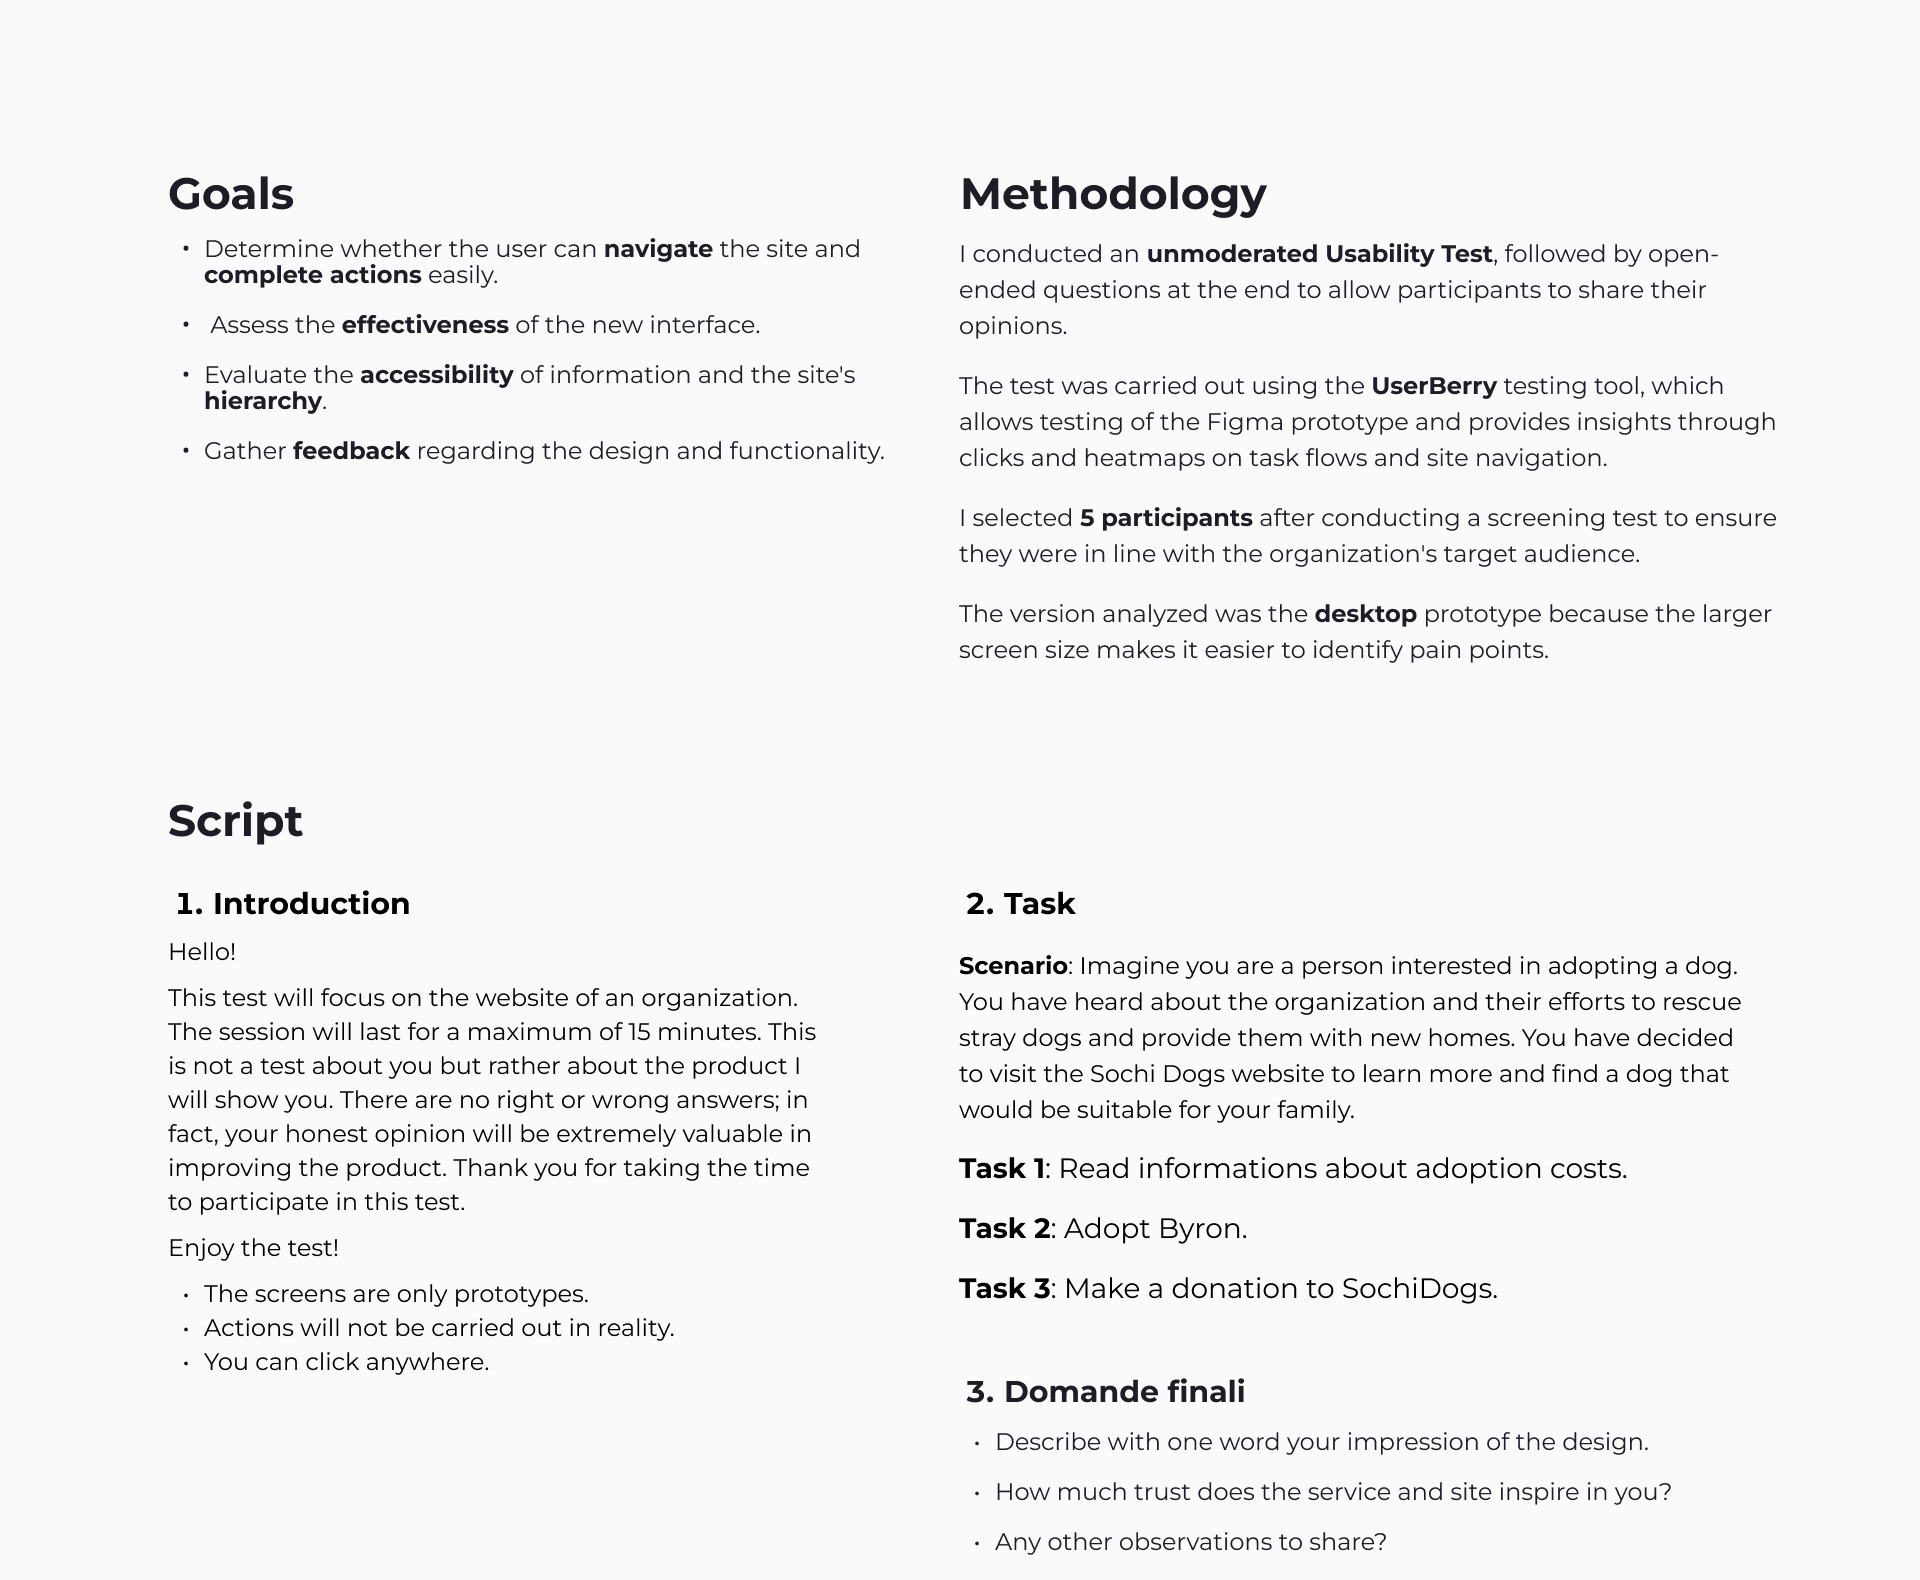 Goals
• Determine whether the user can navigate the site and
complete actions easily.
• Assess the effectiveness of the new interface.
• Evaluate the accessibility of information and the site's
hierarchy.
• Gather feedback regarding the design and functionality.
Methodology
I conducted an unmoderated Usability Test, followed by open-
ended questions at the end to allow participants to share their
opinions.
The test was carried out using the UserBerry testing tool, which
allows testing of the Figma prototype and provides insights through
clicks and heatmaps on task flows and site navigation.
I selected 5 participants after conducting a screening test to ensure
they were in line with the organization's target audience.
The version analyzed was the desktop prototype because the larger
screen size makes it easier to identify pain points.
Script
1. Introduction
Hello!
This test will focus on the website of an organization.
The session will last for a maximum of 15 minutes. This
is not a test about you but rather about the product I
will show you. There are no right or wrong answers; in
fact, your honest opinion will be extremely valuable in
improving the product. Thank you for taking the time
to participate in this test.
Enjoy the test!
• The screens are only prototypes.
• Actions will not be carried out in reality.
• You can click anywhere.
2. Task
Scenario: Imagine you are a person interested in adopting a dog.
You have heard about the organization and their efforts to rescue
stray dogs and provide them with new homes. You have decided
to visit the Sochi Dogs website to learn more and find a dog that
would be suitable for your family.
Task 1: Read informations about adoption costs.
Task 2: Adopt Byron.
Task 3: Make a donation to SochiDogs.
3. Domande finali
• Describe with one word your impression of the design.
• How much trust does the service and site inspire in you?
• Any other observations to share?